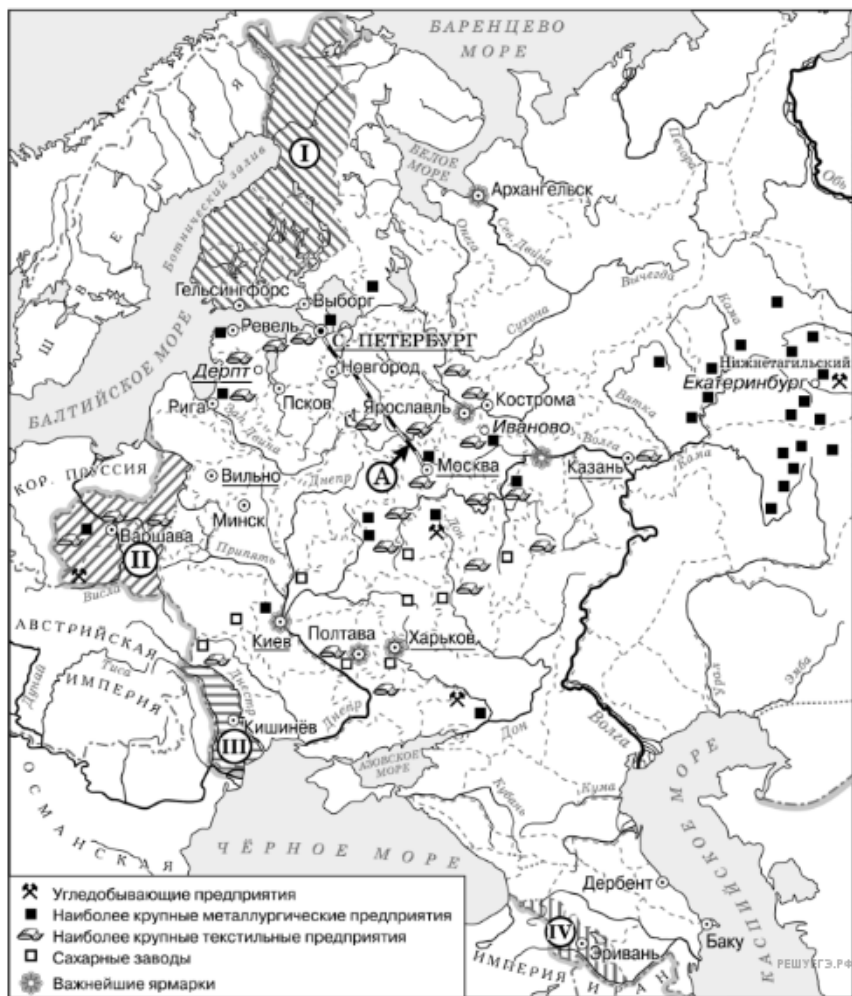 БАРЕНЦЕВО
МОРЕ
БЕЛОЕ
МОРЕ
Печора
Обь
Архангельск
I
Ботнический залив
Онега
Сев. Двина
Вычегда
Сухона
Кама
ШВЕЦИЯ
Гельсингфорс
Выборг
С. ПЕТЕРБУРГ
Ревель
БАЛТИЙСКОЕ МОРЕ
Дерпт
Новгород
Нижнетагильский
Екатеринбург
Вятка
Псков
Ярославль
Кострома
Иваново
Рига
Зап. Двина
Волга
Казань
Кама
А
Москва
КОР. ПРУССИЯ
Вильно
Днепр
Минск
Дон
Варшава
II
Припять
Висла
Киев
Полтава
Харьков
АВСТРИЙСКАЯ
ИМПЕРИЯ
Тиса
Дунай
Днестр
Урал
Эмба
Кишинёв
III
Днепр
Дон
Волга
АЗОВСКОЕ
МОРЕ
Кубань
Кума
ОСМАНСКАЯ
ЧЁРНОЕ МОРЕ
КАСПИЙСКОЕ МОРЕ
Дербент
IV
Эривань
Баку
ИМПЕРИЯ
ИРАН
РЕШУЕГЭ.РФ
Угледобывающие предприятия
Наиболее крупные металлургические предприятия
Наиболее крупные текстильные предприятия
Сахарные заводы
Важнейшие ярмарки